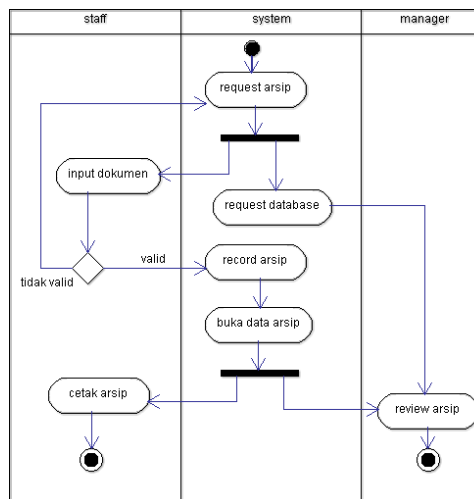 staff
system
manager
request arsip
input dokumen
request database
valid
record arsip
tidak valid
buka data arsip
cetak arsip
review arsip